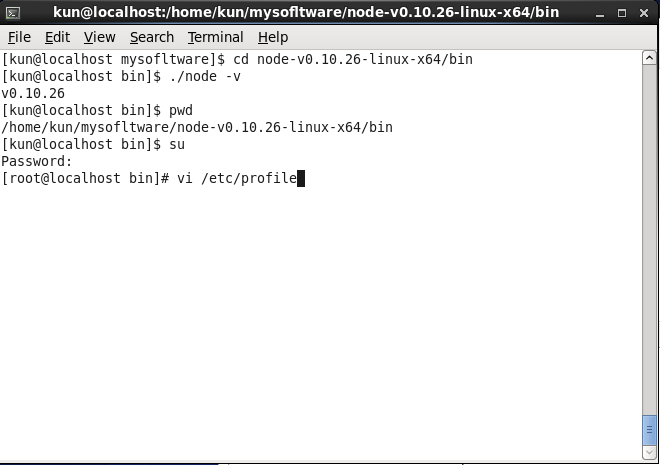 kun@localhost:/home/kun/mysofltware/node-v0.10.26-linux-x64/bin
File Edit View Search Terminal Help
[kun@localhost mysofltware]$ cd node-v0.10.26-linux-x64/bin
[kun@localhost bin]$ ./node -v
v0.10.26
[kun@localhost bin]$ pwd
/home/kun/mysofltware/node-v0.10.26-linux-x64/bin
[kun@localhost bin]$ su
Password:
[root@localhost bin]# vi /etc/profile